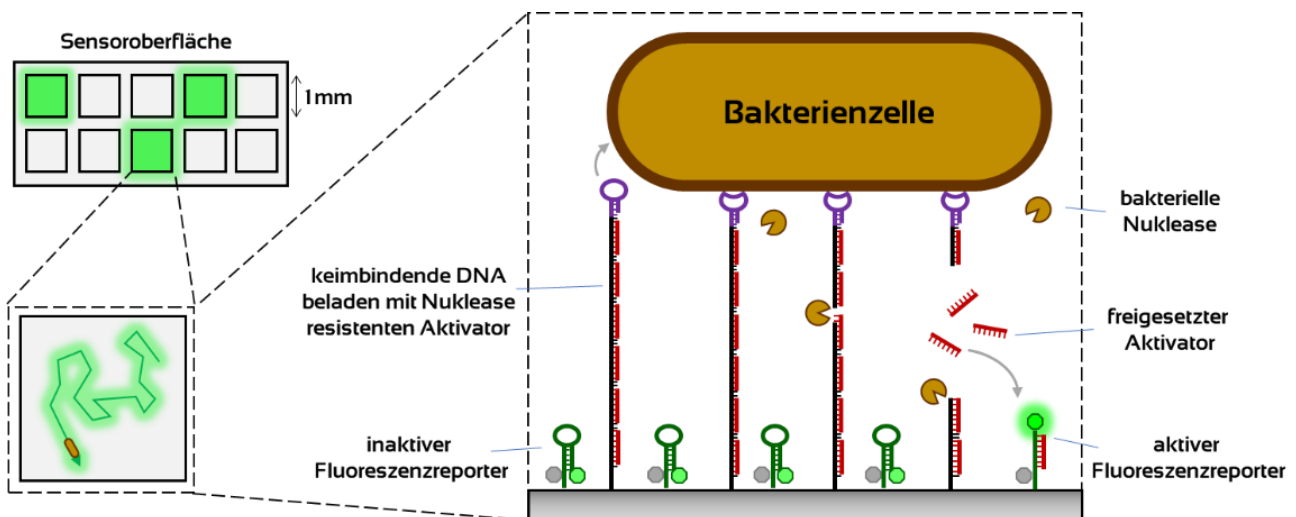 Sensoroberfläche
1mm
Bakterienzelle
bakterielle
Nuklease
keimbindende DNA
beladen mit Nuklease
resistenten Aktivator
freigesetzter
Aktivator
inaktiver
Fluoreszenzreporter
aktiver
Fluoreszenzreporter